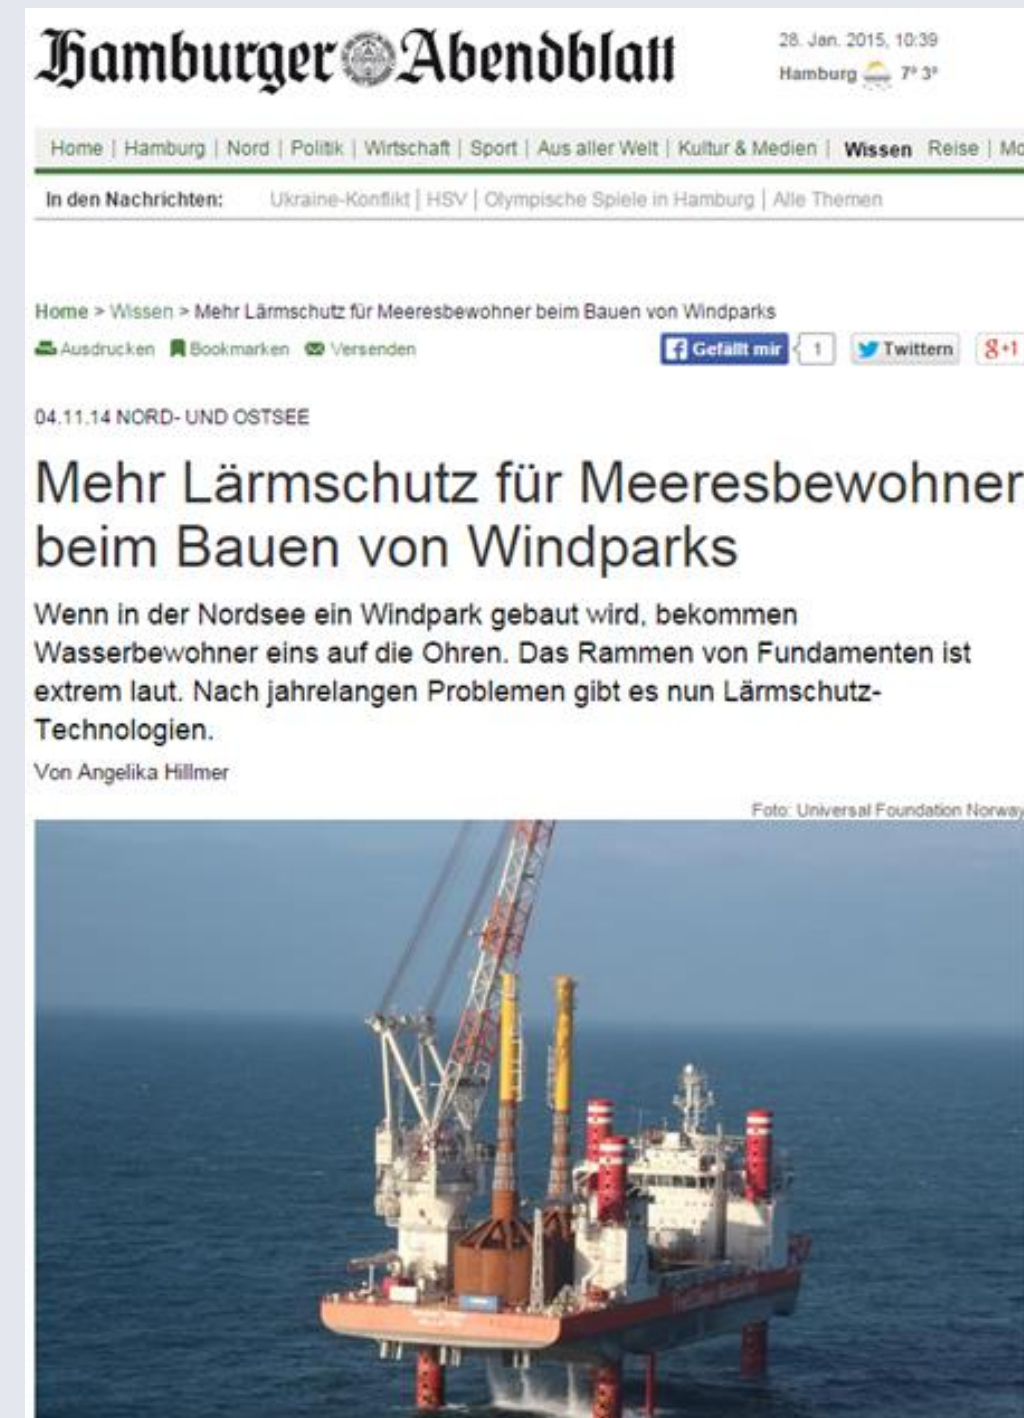 Hamburger Abendblatt
28. Jan. 2015, 10:39
Hamburg 7° 3°
Home | Hamburg | Nord | Politik | Wirtschaft | Sport | Aus aller Welt | Kultur & Medien | Wissen Reise | Mo
In den Nachrichten: Ukraine-Konflikt | HSV | Olympische Spiele in Hamburg | Alle Themen
Home > Wissen > Mehr Lärmschutz für Meeresbewohner beim Bauen von Windparks
Ausdrucken Bookmarken Versenden Gefällt mir 1 Twittern +1
04.11.14 NORD- UND OSTSEE
Mehr Lärmschutz für Meeresbewohner
beim Bauen von Windparks
Wenn in der Nordsee ein Windpark gebaut wird, bekommen
Wasserbewohner eins auf die Ohren. Das Rammen von Fundamenten ist
extrem laut. Nach jahrelangen Problemen gibt es nun Lärmschutz-
Technologien.
Von Angelika Hillmer
Foto: Universal Foundation Norway